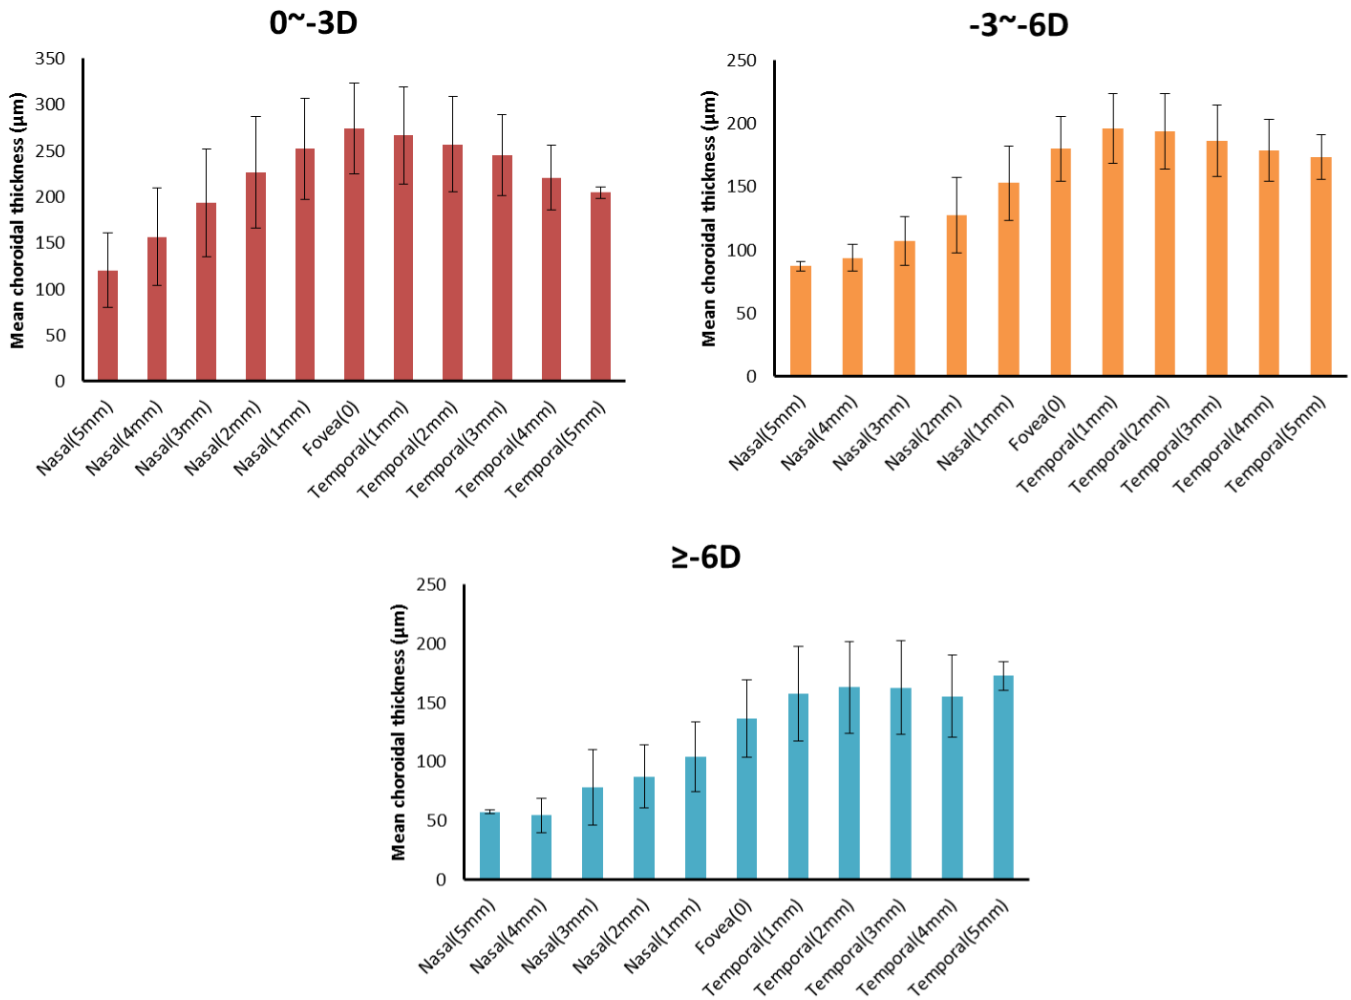 0~-3D
Mean choroidal thickness (μm)
350
300
250
200
150
100
50
0
Nasal(5mm)
Nasal(4mm)
Nasal(3mm)
Nasal(2mm)
Nasal(1mm)
Fovea(0)
Temporal(1mm)
Temporal(2mm)
Temporal(3mm)
Temporal(4mm)
Temporal(5mm)
-3~-6D
Mean choroidal thickness (μm)
250
200
150
100
50
0
Nasal(5mm)
Nasal(4mm)
Nasal(3mm)
Nasal(2mm)
Nasal(1mm)
Fovea(0)
Temporal(1mm)
Temporal(2mm)
Temporal(3mm)
Temporal(4mm)
Temporal(5mm)
≥-6D
Mean choroidal thickness (μm)
250
200
150
100
50
0
Nasal(5mm)
Nasal(4mm)
Nasal(3mm)
Nasal(2mm)
Nasal(1mm)
Fovea(0)
Temporal(1mm)
Temporal(2mm)
Temporal(3mm)
Temporal(4mm)
Temporal(5mm)